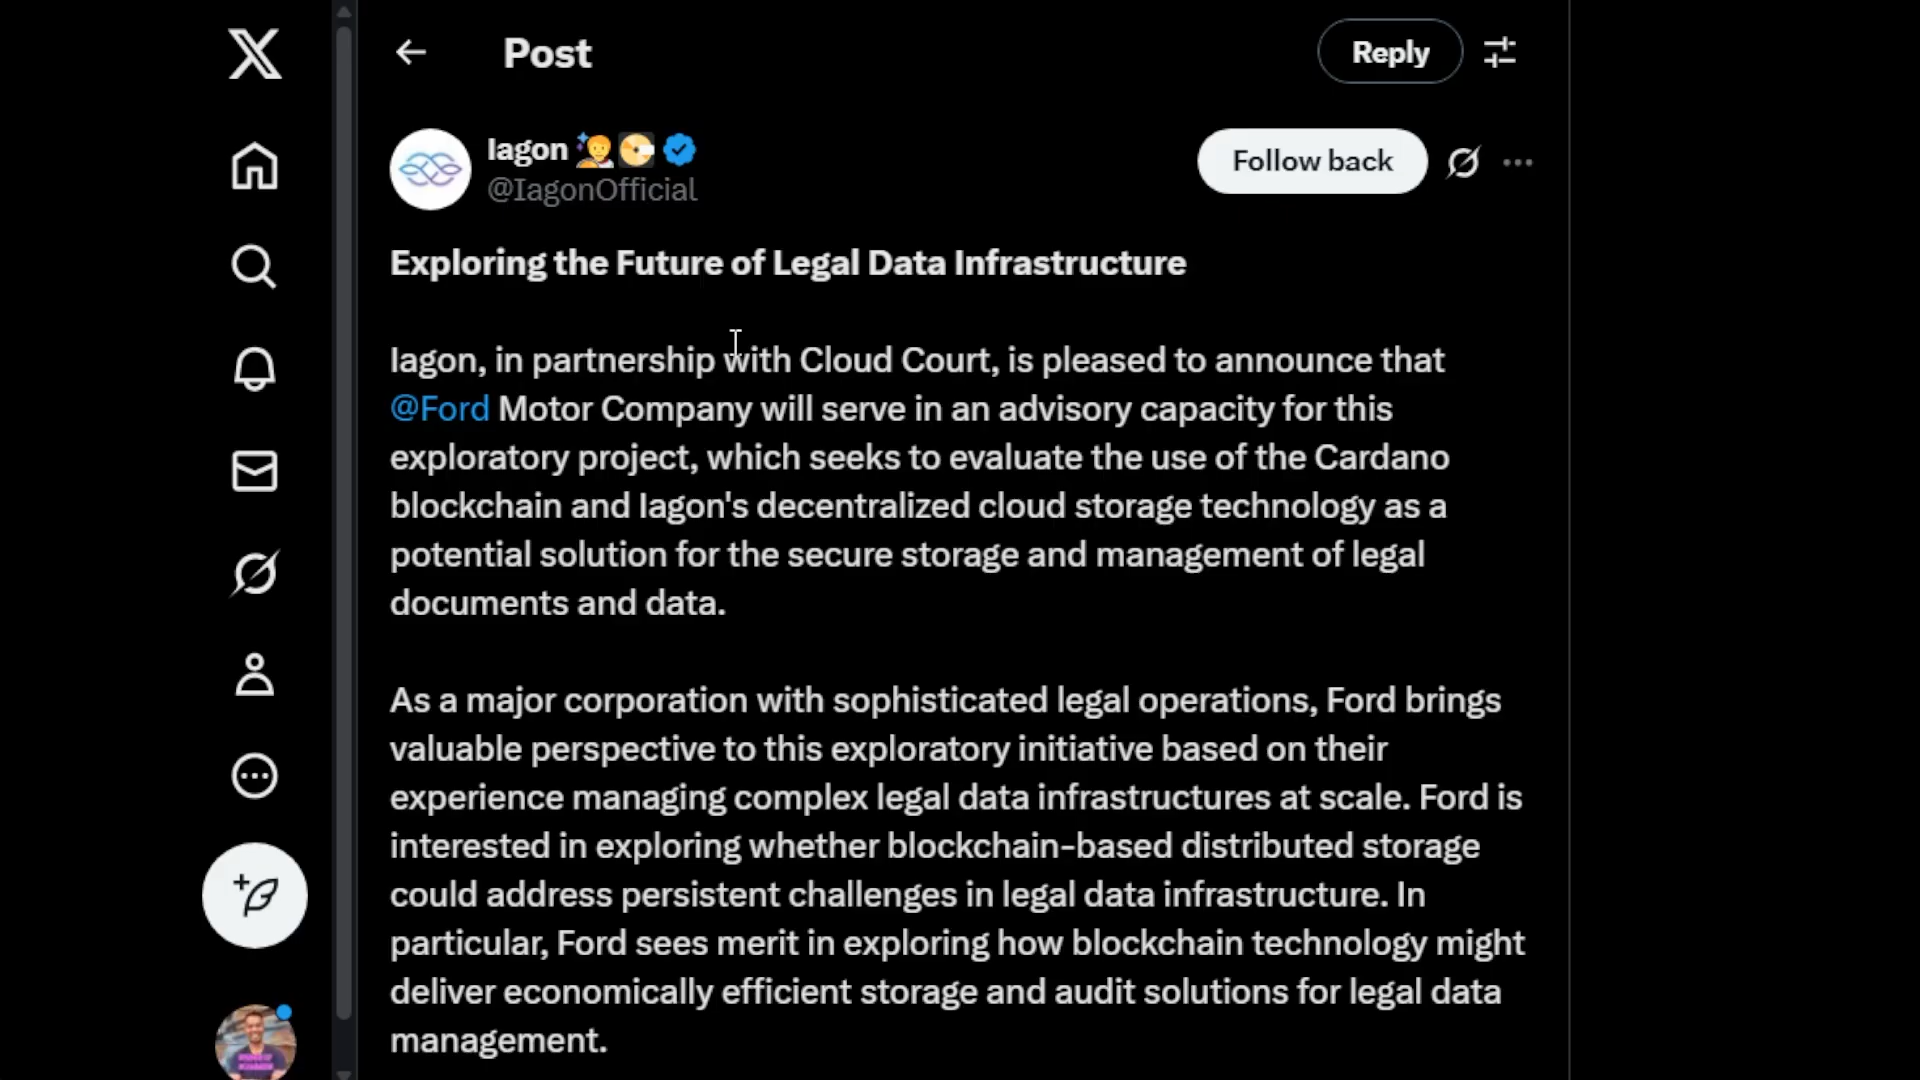 Post
Reply
Iagon
@IagonOfficial
Follow back
Exploring the Future of Legal Data Infrastructure
Iagon, in partnership with Cloud Court, is pleased to announce that
@Ford Motor Company will serve in an advisory capacity for this
exploratory project, which seeks to evaluate the use of the Cardano
blockchain and Iagon's decentralized cloud storage technology as a
potential solution for the secure storage and management of legal
documents and data.
As a major corporation with sophisticated legal operations, Ford brings
valuable perspective to this exploratory initiative based on their
experience managing complex legal data infrastructures at scale. Ford is
interested in exploring whether blockchain-based distributed storage
could address persistent challenges in legal data infrastructure. In
particular, Ford sees merit in exploring how blockchain technology might
deliver economically efficient storage and audit solutions for legal data
management.